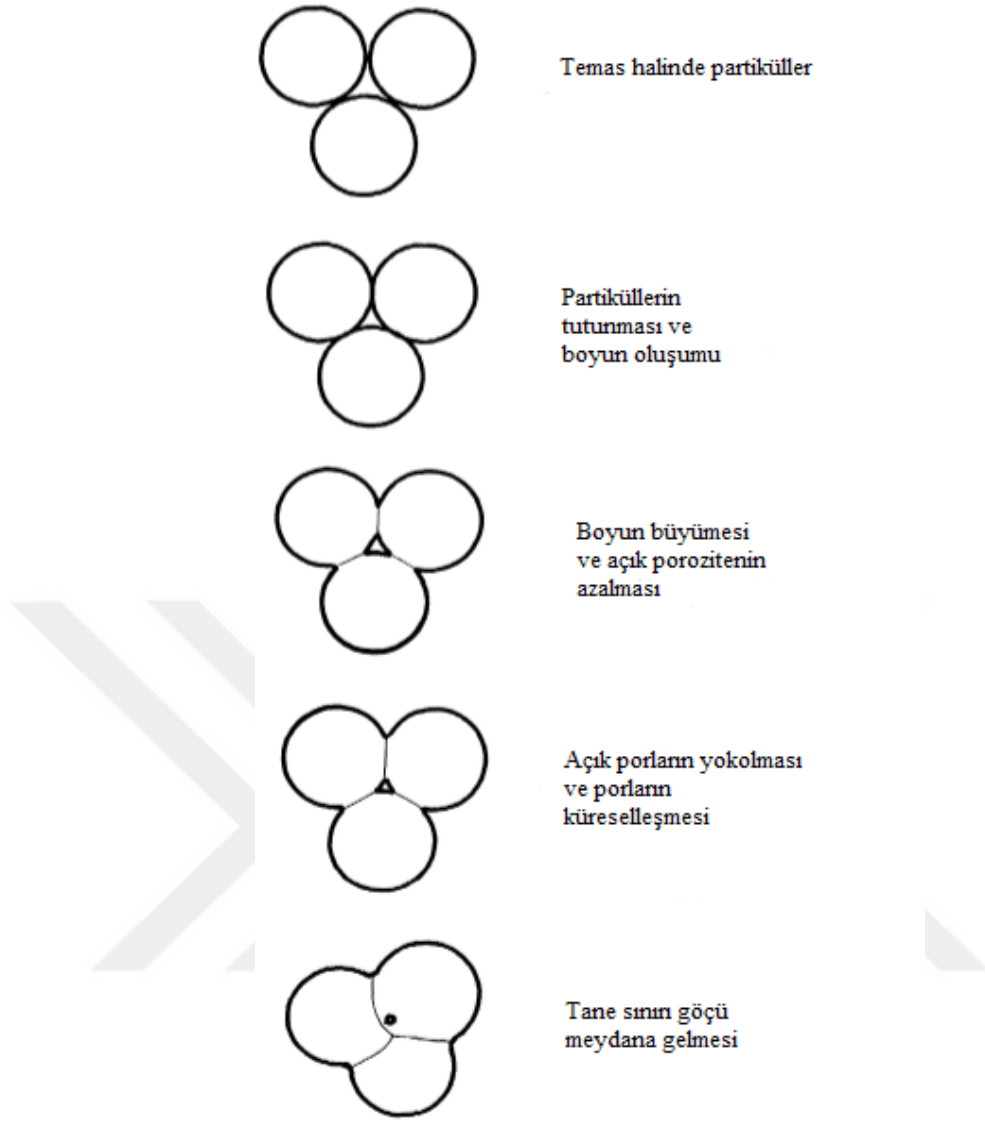 Temas halinde partiküller
Partiküllerin
tutunması ve
boyun oluşumu
Boyun büyümesi
ve açık porozitenin
azalması
Açık porların yokolması
ve porların
küreselleşmesi
Tane sınırı göçü
meydana gelmesi